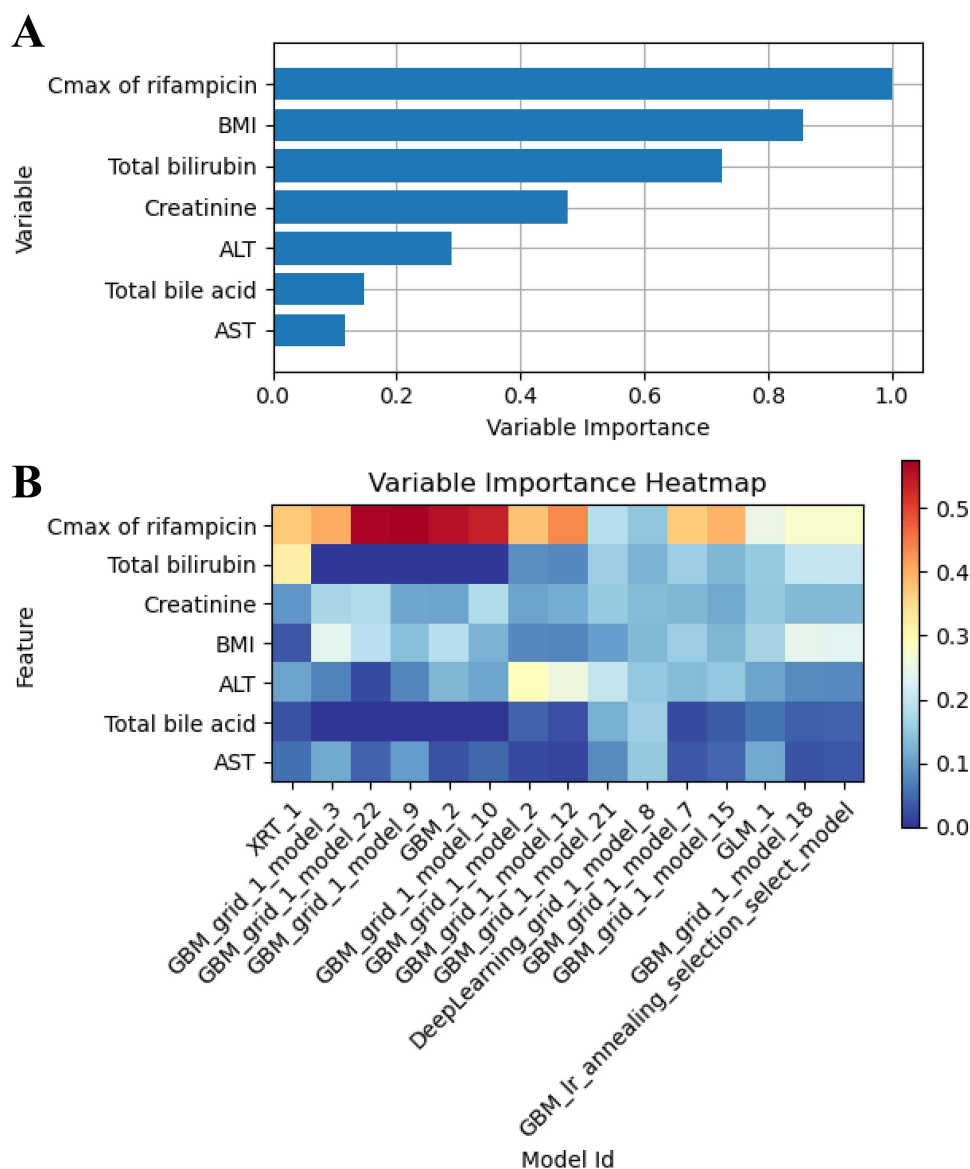 A
Variable
Cmax of rifampicin
BMI
Total bilirubin
Creatinine
ALT
Total bile acid
AST
0.0 0.2 0.4 0.6 0.8 1.0
Variable Importance
B
Variable Importance Heatmap
Feature
Cmax of rifampicin
Total bilirubin
Creatinine
BMI
ALT
Total bile acid
AST
0.5
0.4
0.3
0.2
0.1
0.0
XRT_1
GBM_grid_1_model_3
GBM_grid_1_model_22
GBM_grid_1_model_9
GBM_2
GBM_grid_1_model_10
GBM_grid_1_model_2
GBM_grid_1_model_12
GBM_grid_1_model_21
DeepLearning_grid_1_model_8
GBM_grid_1_model_7
GBM_grid_1_model_15
GLM_1
GBM_grid_1_model_18
GBM_lr_annealing_selection_select_model
Model Id